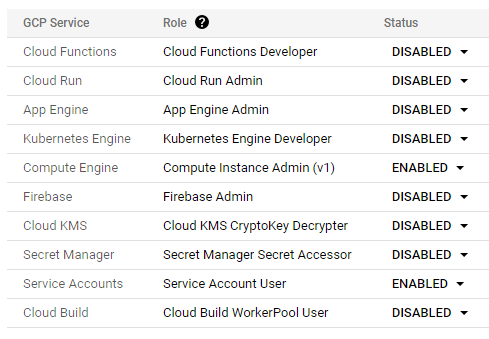 GCP Service Role ? Status
Cloud Functions Cloud Functions Developer DISABLED
Cloud Run Cloud Run Admin DISABLED
App Engine App Engine Admin DISABLED
Kubernetes Engine Kubernetes Engine Developer DISABLED
Compute Engine Compute Instance Admin (v1) ENABLED
Firebase Firebase Admin DISABLED
Cloud KMS Cloud KMS CryptoKey Decrypter DISABLED
Secret Manager Secret Manager Secret Accessor DISABLED
Service Accounts Service Account User ENABLED
Cloud Build Cloud Build WorkerPool User DISABLED